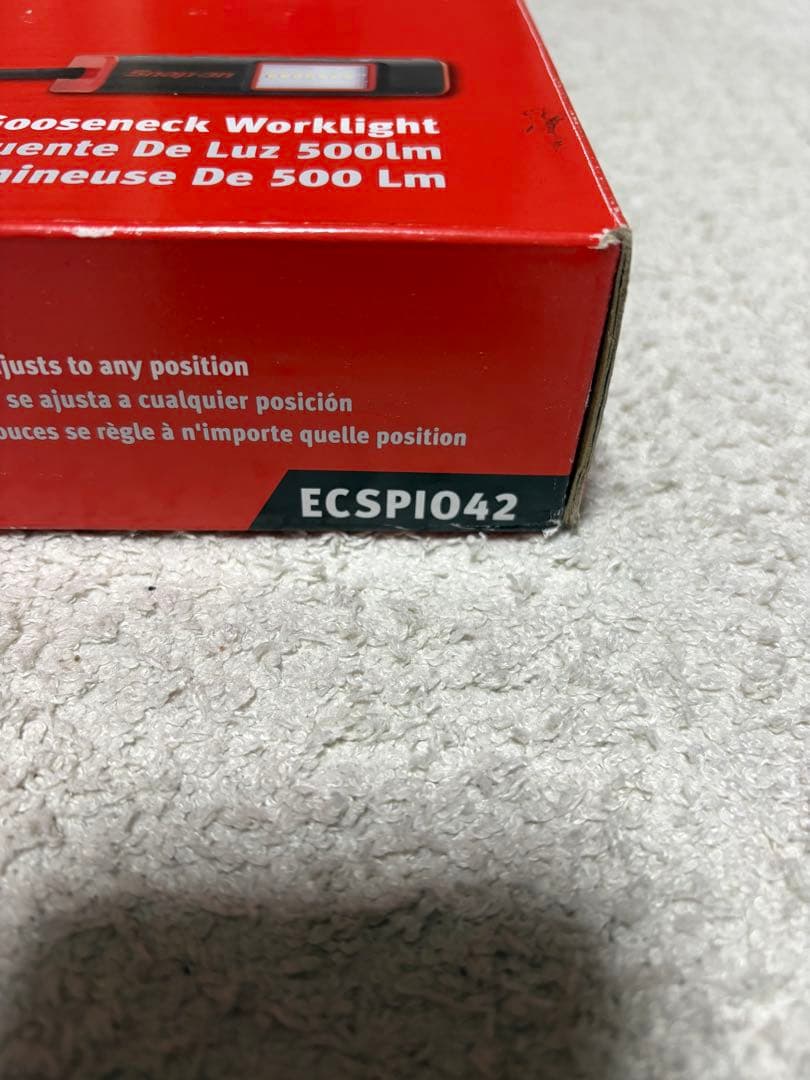 Snap-on
Gooseneck Worklight
uente De Luz 500lm
mineuse De 500 Lm
justs to any position
se ajusta a cualquier posición
ouces se règle à n'importe quelle position
ECSPI042